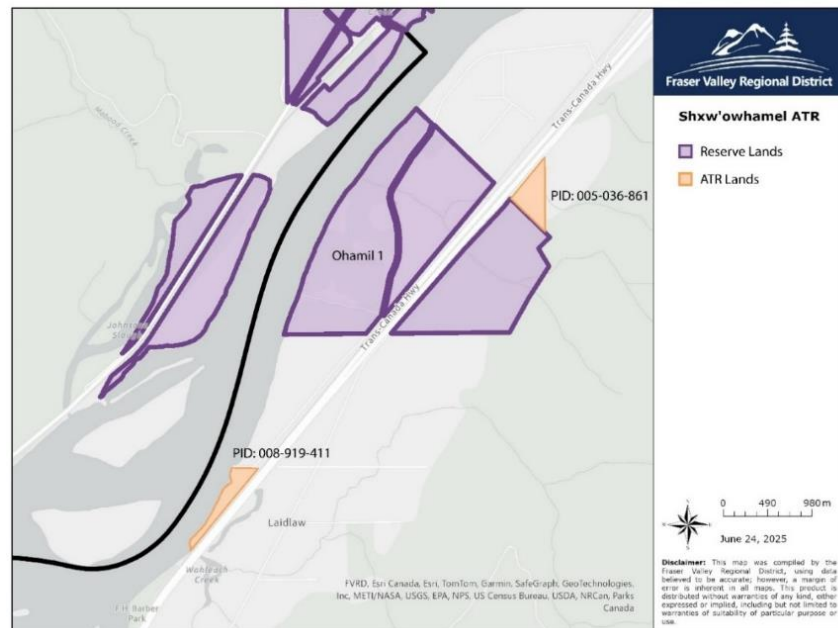 Fraser Valley Regional District
Shxw'owhamel ATR
Reserve Lands
ATR Lands
Mahood Creek
Trans-Canada Hwy
PID: 005-036-861
Ohamil 1
Trans-Canada Hwy
Johnson
Slough
PID: 008-919-411
Laidlaw
Wahleach
Creek
F.H. Barber
Park
FVRD, Esri Canada, Esri, TomTom, Garmin, SafeGraph, GeoTechnologies,
Inc, METI/NASA, USGS, EPA, NPS, US Census Bureau, USDA, NRCan, Parks
Canada
0 490 980 m
N
June 24, 2025
Disclaimer: This map was compiled by the
Fraser Valley Regional District, using data
believed to be accurate; however, a margin of
error is inherent in all maps. This product is
distributed without warranties of any kind, either
expressed or implied, including but not limited to
warranties of suitability of particular purpose or
use.